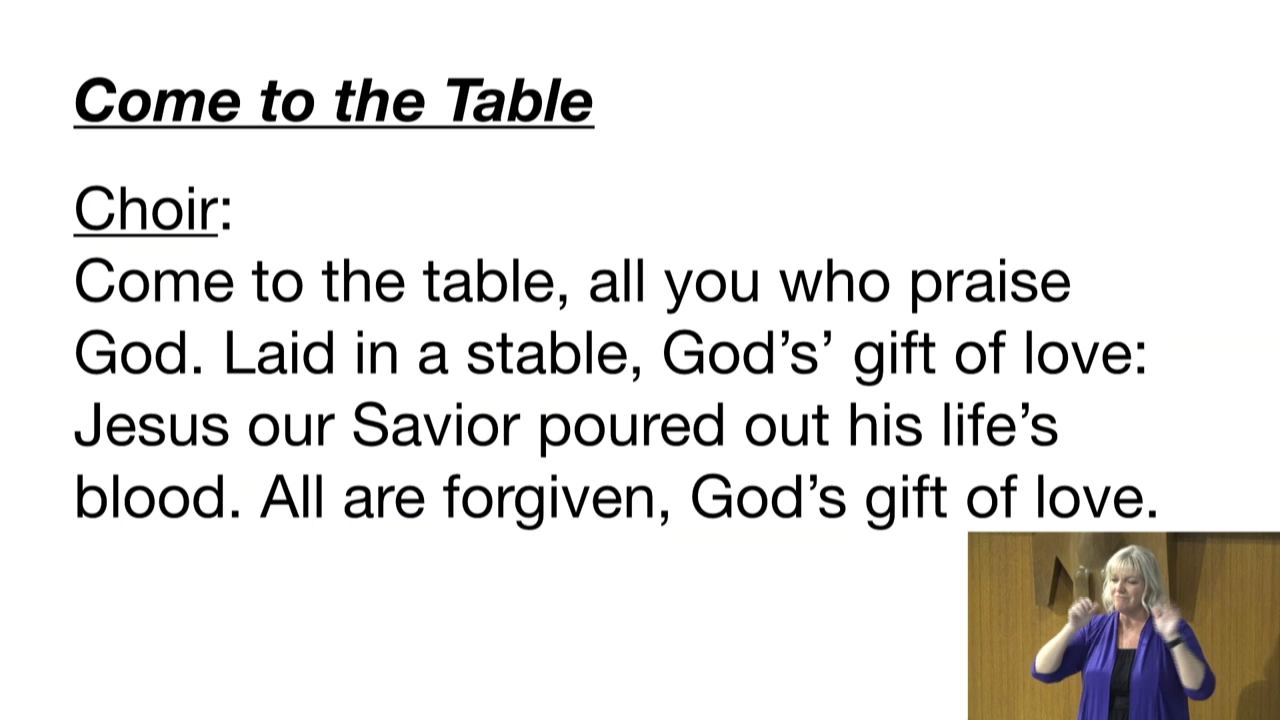 Come to the Table
Choir:
Come to the table, all you who praise
God. Laid in a stable, God’s’ gift of love:
Jesus our Savior poured out his life’s
blood. All are forgiven, God’s gift of love.